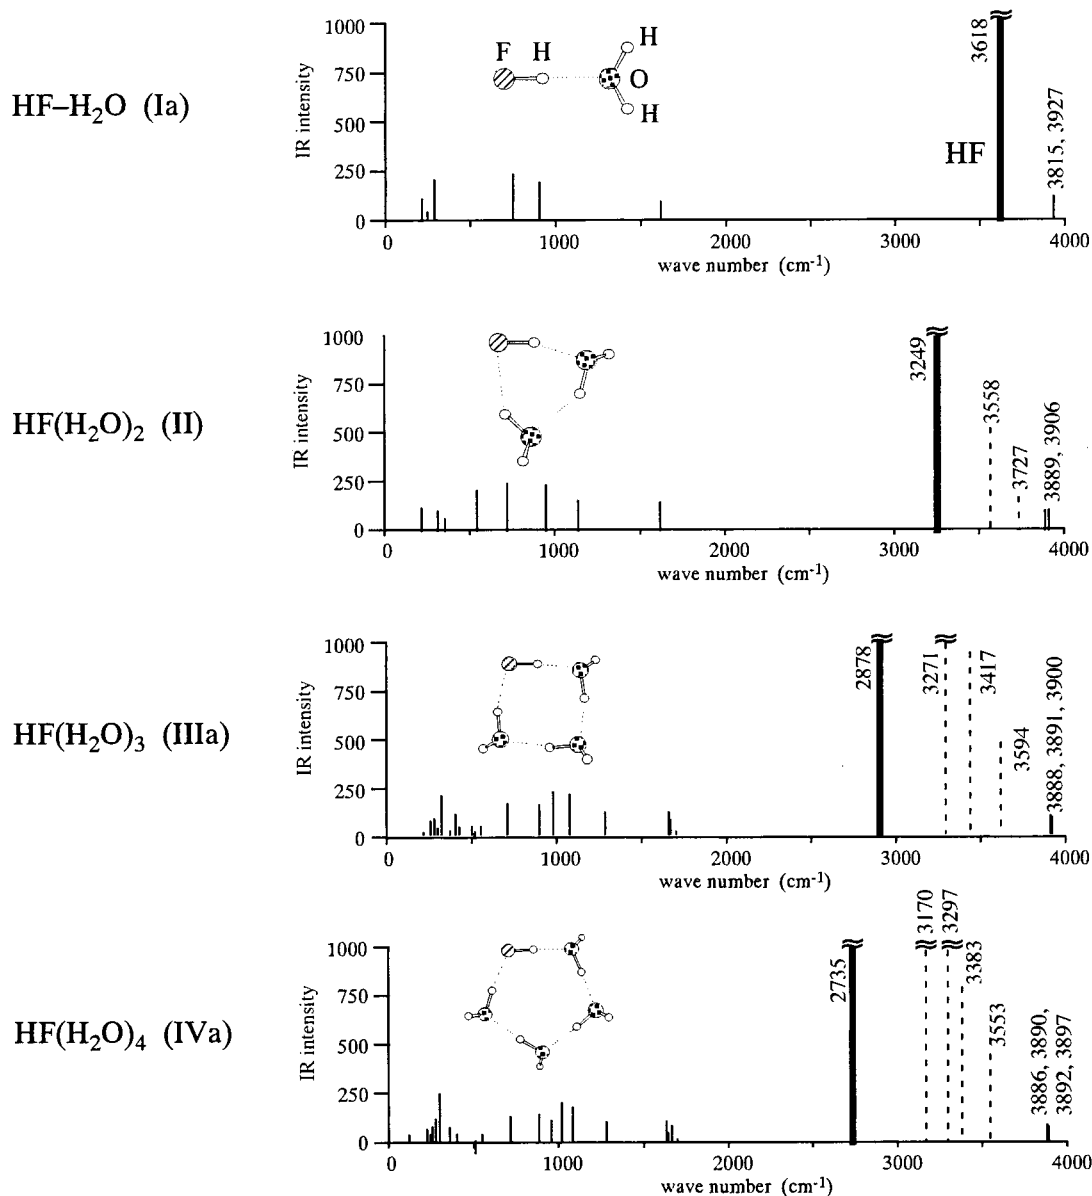 HF–H₂O (Ia)
IR intensity
1000
750
500
250
0
F H H
O
H
HF
3618
3815, 3927
0 1000 2000 3000 4000
wave number (cm⁻¹)
HF(H₂O)₂ (II)
IR intensity
1000
750
500
250
0
3249
3558
3727
3889, 3906
0 1000 2000 3000 4000
wave number (cm⁻¹)
HF(H₂O)₃ (IIIa)
IR intensity
1000
750
500
250
0
2878
3271
3417
3594
3888, 3891, 3900
0 1000 2000 3000 4000
wave number (cm⁻¹)
HF(H₂O)₄ (IVa)
IR intensity
1000
750
500
250
0
2735
3170
3297
3383
3553
3886, 3890,
3892, 3897
0 1000 2000 3000 4000
wave number (cm⁻¹)